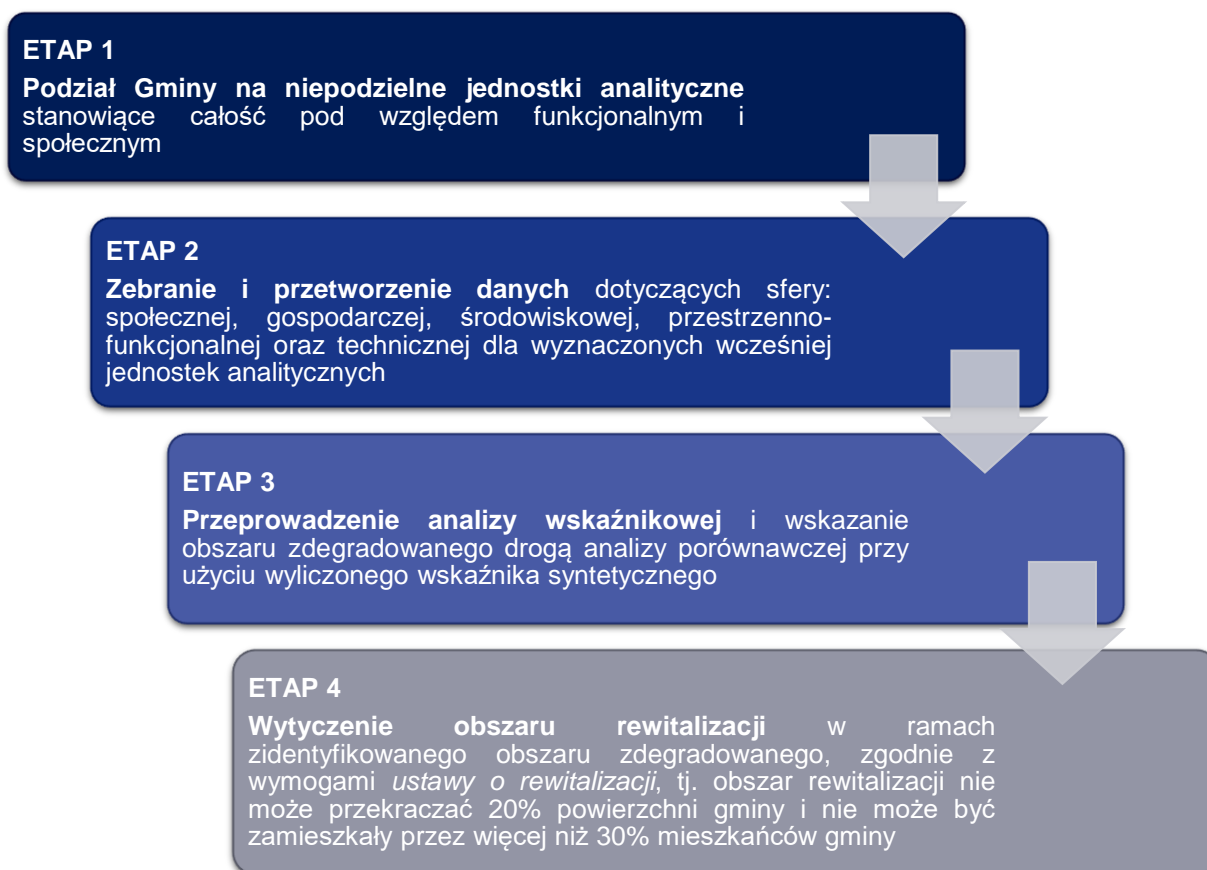 ETAP 1
Podział Gminy na niepodzielne jednostki analityczne
stanowiące całość pod względem funkcjonalnym i
społecznym
ETAP 2
Zebranie i przetworzenie danych dotyczących sfery:
społecznej, gospodarczej, środowiskowej, przestrzenno-
funkcjonalnej oraz technicznej dla wyznaczonych wcześniej
jednostek analitycznych
ETAP 3
Przeprowadzenie analizy wskaźnikowej i wskazanie
obszaru zdegradowanego drogą analizy porównawczej przy
użyciu wyliczonego wskaźnika syntetycznego
ETAP 4
Wytyczenie obszaru rewitalizacji w ramach
zidentyfikowanego obszaru zdegradowanego, zgodnie z
wymogami ustawy o rewitalizacji, tj. obszar rewitalizacji nie
może przekraczać 20% powierzchni gminy i nie może być
zamieszkały przez więcej niż 30% mieszkańców gminy